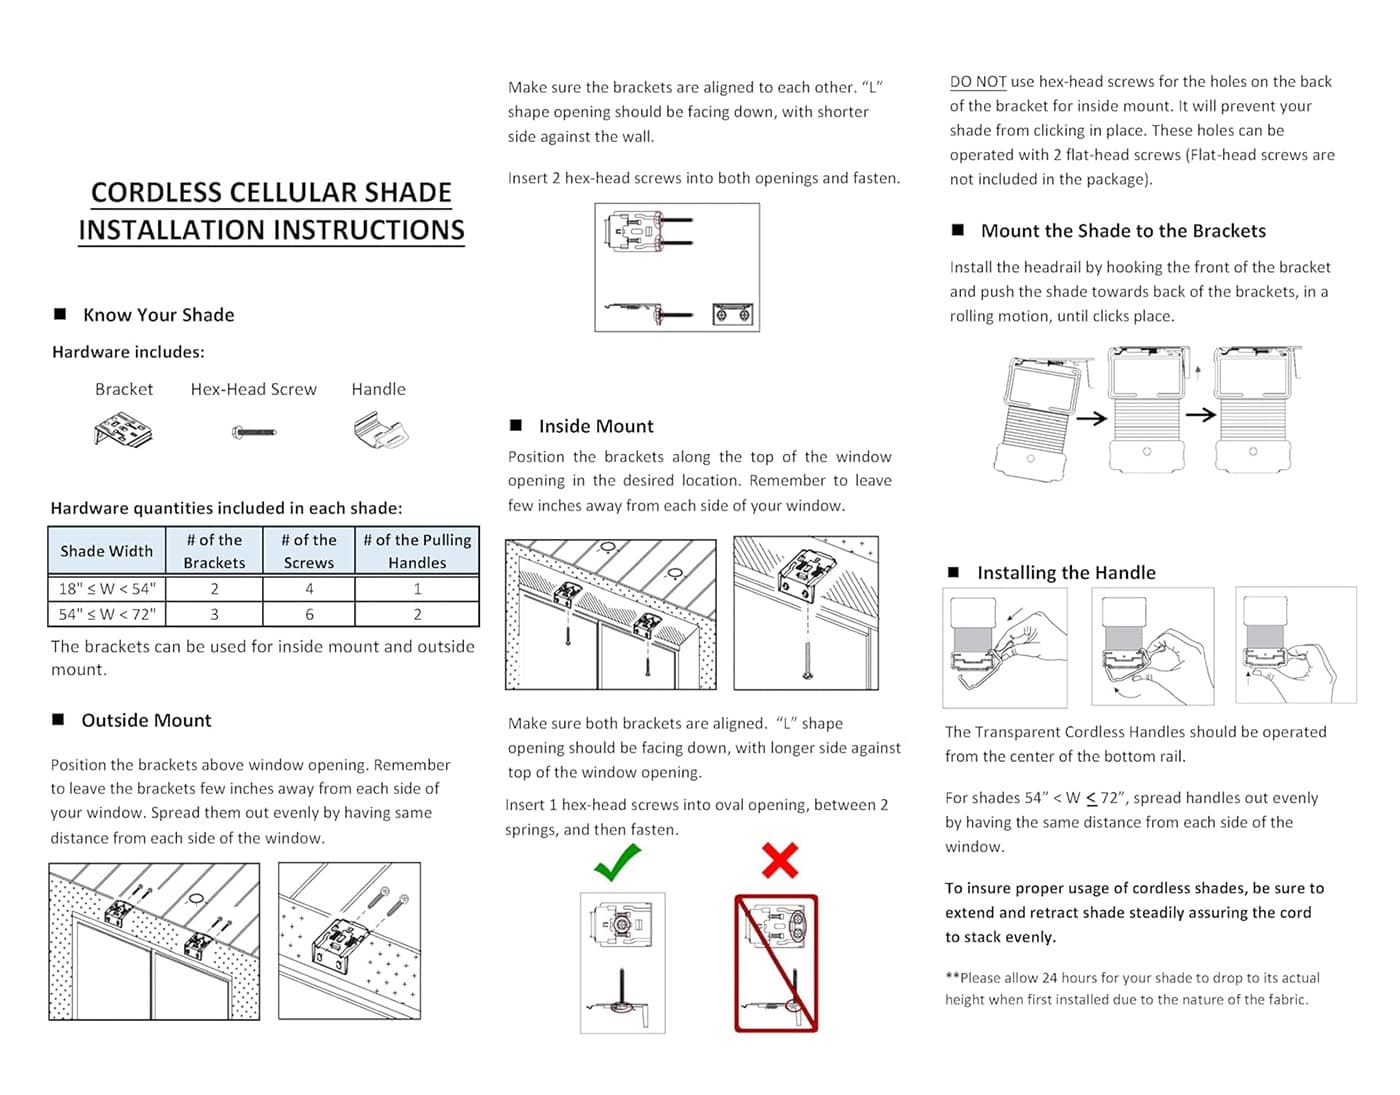 CORDLESS CELLULAR SHADE
INSTALLATION INSTRUCTIONS
■ Know Your Shade
Hardware includes:
Bracket Hex-Head Screw Handle
Hardware quantities included in each shade:
Shade Width # of the Brackets # of the Screws # of the Pulling Handles
18" ≤ W < 54" 2 4 1
54" ≤ W < 72" 3 6 2
The brackets can be used for inside mount and outside
mount.
■ Outside Mount
Position the brackets above window opening. Remember
to leave the brackets few inches away from each side of
your window. Spread them out evenly by having same
distance from each side of the window.
Make sure the brackets are aligned to each other. “L”
shape opening should be facing down, with shorter
side against the wall.
Insert 2 hex-head screws into both openings and fasten.
■ Inside Mount
Position the brackets along the top of the window
opening in the desired location. Remember to leave
few inches away from each side of your window.
Make sure both brackets are aligned. “L” shape
opening should be facing down, with longer side against
top of the window opening.
Insert 1 hex-head screws into oval opening, between 2
springs, and then fasten.
DO NOT use hex-head screws for the holes on the back
of the bracket for inside mount. It will prevent your
shade from clicking in place. These holes can be
operated with 2 flat-head screws (Flat-head screws are
not included in the package).
■ Mount the Shade to the Brackets
Install the headrail by hooking the front of the bracket
and push the shade towards back of the brackets, in a
rolling motion, until clicks place.
■ Installing the Handle
The Transparent Cordless Handles should be operated
from the center of the bottom rail.
For shades 54” < W ≤ 72”, spread handles out evenly
by having the same distance from each side of the
window.
To insure proper usage of cordless shades, be sure to
extend and retract shade steadily assuring the cord
to stack evenly.
**Please allow 24 hours for your shade to drop to its actual
height when first installed due to the nature of the fabric.